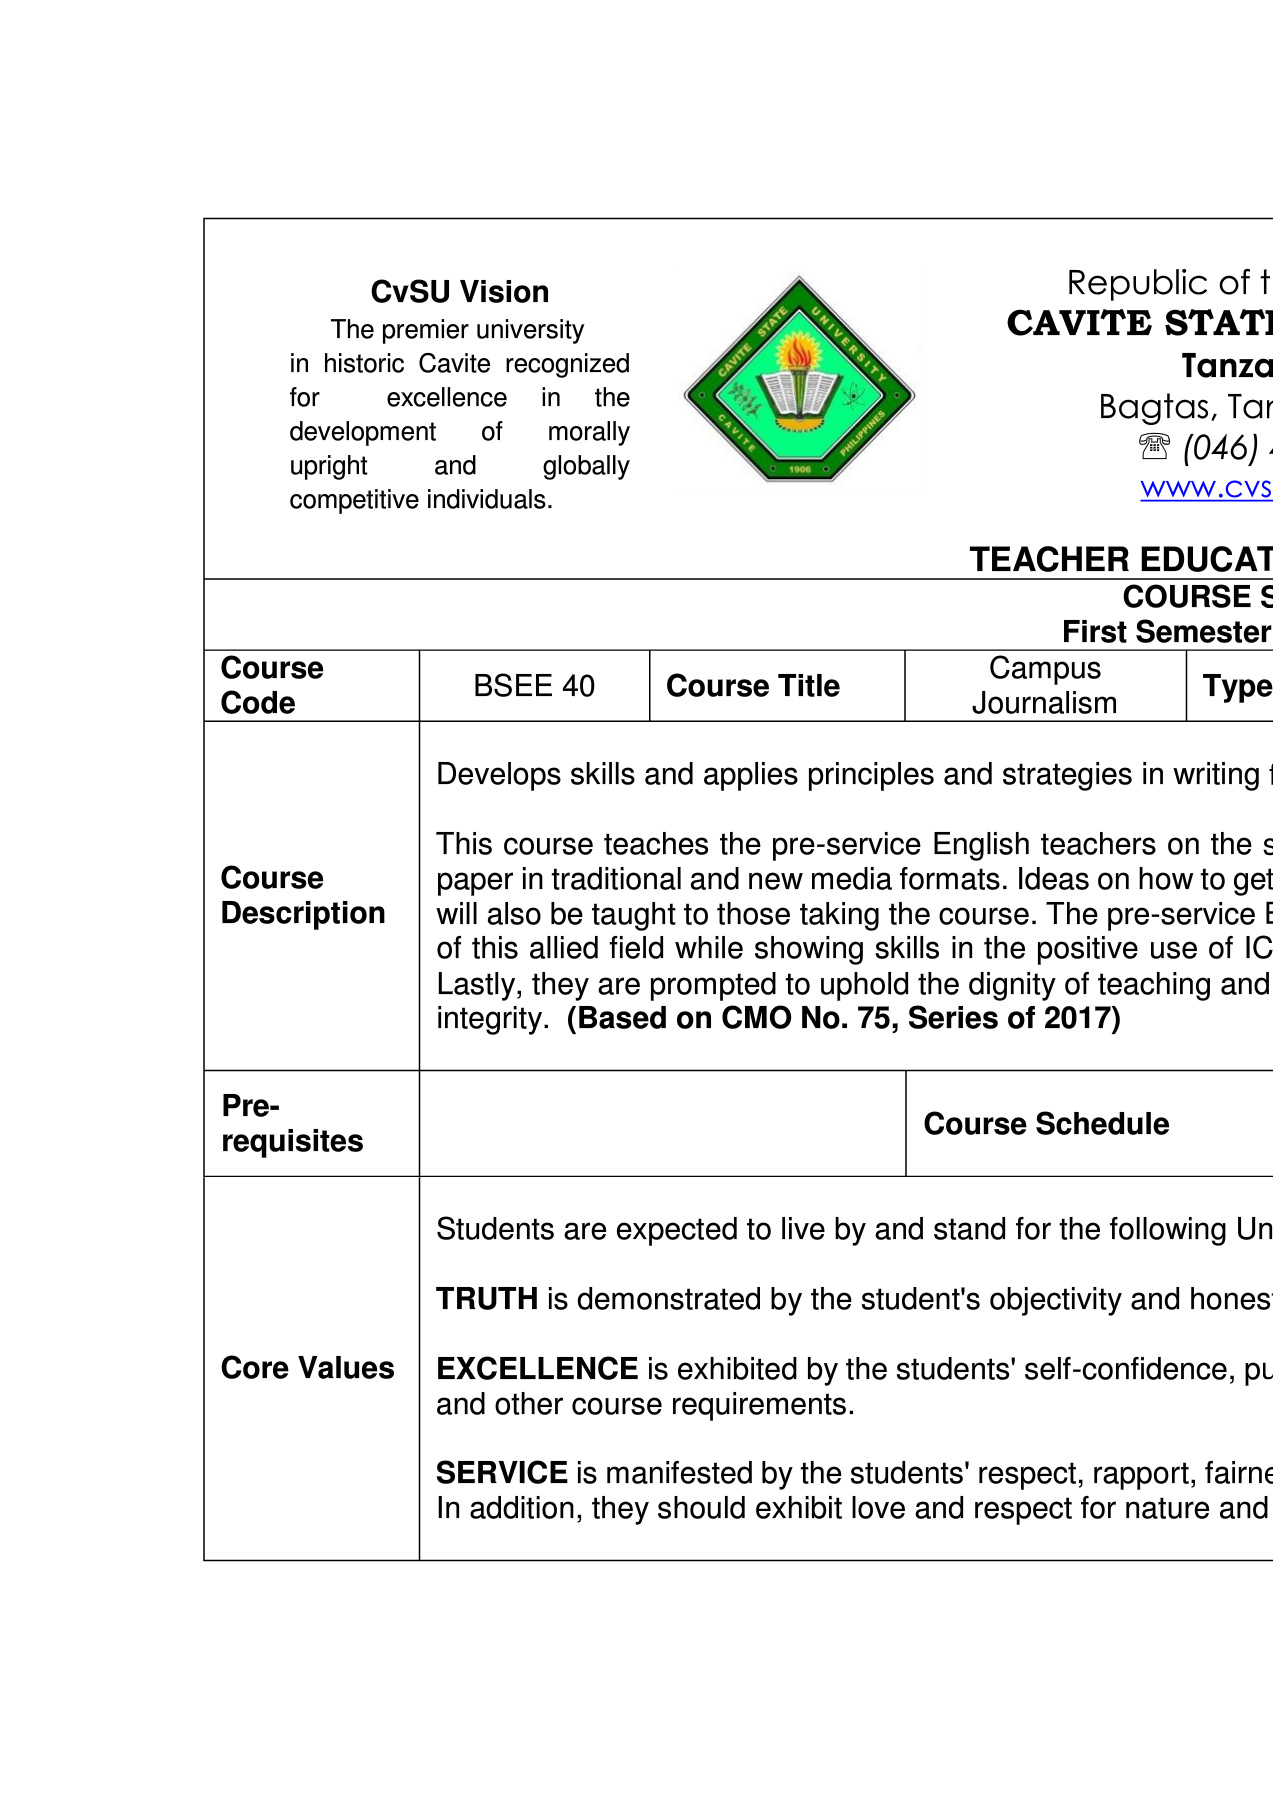 CvSU Vision
The premier university
in historic Cavite recognized
for excellence in the
development of morally
upright and globally
competitive individuals.
CAVITE STATE UNIVERSITY
CAVITE PHILIPPINES
1906
Republic of t
CAVITE STAT
Tanza
Bagtas, Tan
(046) 4
www.cvs
TEACHER EDUCAT
COURSE S
First Semester
Course
Code
BSEE 40
Course Title
Campus
Journalism
Type
Course
Description
Develops skills and applies principles and strategies in writing f
This course teaches the pre-service English teachers on the s
paper in traditional and new media formats. Ideas on how to get
will also be taught to those taking the course. The pre-service E
of this allied field while showing skills in the positive use of IC
Lastly, they are prompted to uphold the dignity of teaching and
integrity. (Based on CMO No. 75, Series of 2017)
Pre-
requisites
Course Schedule
Core Values
Students are expected to live by and stand for the following Un
TRUTH is demonstrated by the student's objectivity and hones
EXCELLENCE is exhibited by the students' self-confidence, pu
and other course requirements.
SERVICE is manifested by the students' respect, rapport, fairne
In addition, they should exhibit love and respect for nature and